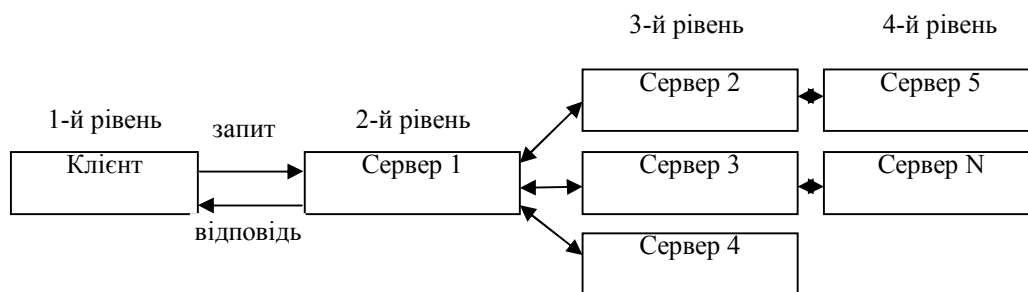 3-й рівень
4-й рівень
Сервер 2
Сервер 5
1-й рівень
запит
2-й рівень
Клієнт
Сервер 1
Сервер 3
Сервер N
відповідь
Сервер 4